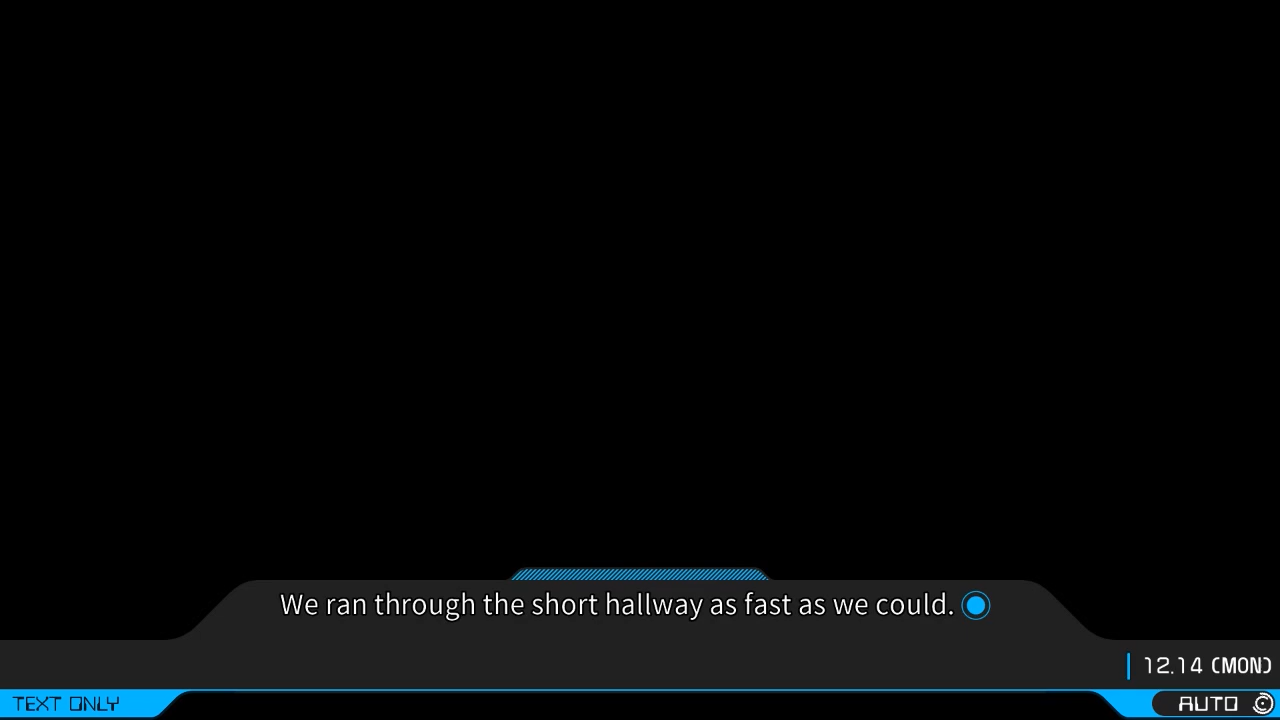 We ran through the short hallway as fast as we could.
12.14 (MON)
TEXT ONLY
AUTO